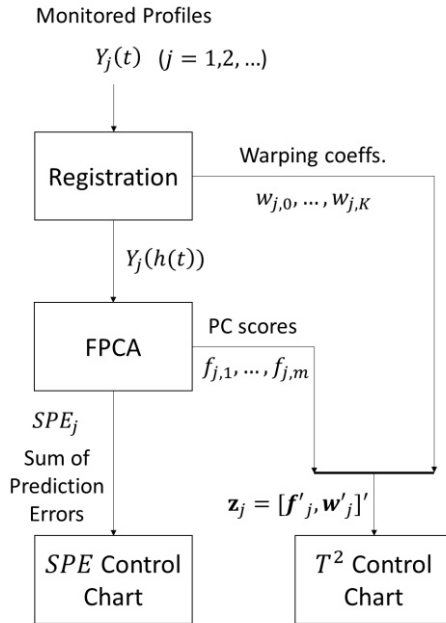 Monitored Profiles
Y_j(t) (j = 1,2, ...)
Registration
Warping coeffs.
w_{j,0}, ..., w_{j,K}
Y_j(h(t))
FPCA
PC scores
f_{j,1}, ..., f_{j,m}
SPE_j
Sum of
Prediction
Errors
z_j = [f'_j, w'_j]'
SPE Control
Chart
T^2 Control
Chart